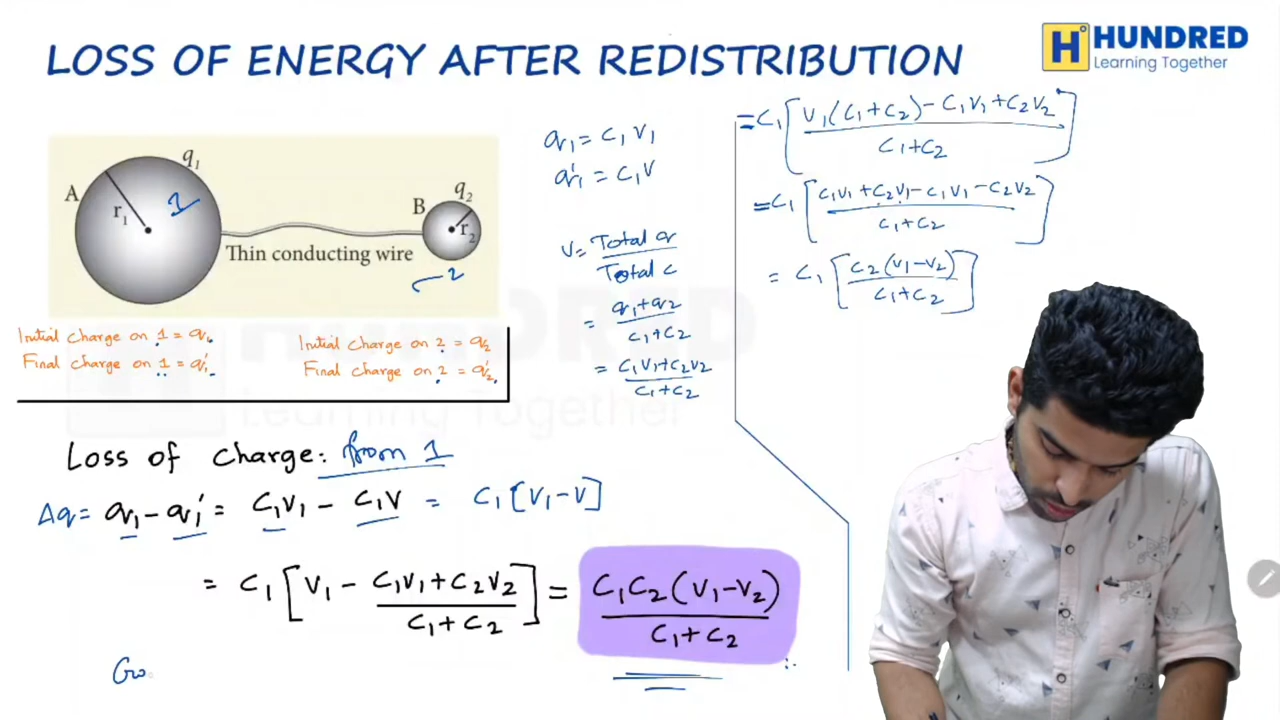 LOSS OF ENERGY AFTER REDISTRIBUTION
H° HUNDRED
Learning Together
A
q₁
r₁
1
B
q₂
r₂
2
Thin conducting wire
Initial charge on 1 = q₁
Final charge on 1 = q₁'
Initial charge on 2 = q₂
Final charge on 2 = q₂'
q₁ = C₁V₁
q₁' = C₁V
V = Total q / Total C
= (q₁+q₂) / (C₁+C₂)
= (C₁V₁+C₂V₂) / (C₁+C₂)
= C₁ [ (V₁(C₁+C₂) - C₁V₁+C₂V₂) / (C₁+C₂) ]
= C₁ [ (C₁V₁+C₂V₁-C₁V₁-C₂V₂) / (C₁+C₂) ]
= C₁ [ C₂(V₁-V₂) / (C₁+C₂) ]
Loss of charge: from 1
Δq = q₁ - q₁' = C₁V₁ - C₁V = C₁[V₁-V]
= C₁ [ V₁ - (C₁V₁+C₂V₂) / (C₁+C₂) ] = C₁C₂(V₁-V₂) / (C₁+C₂)
HUNDRED
Learning Together